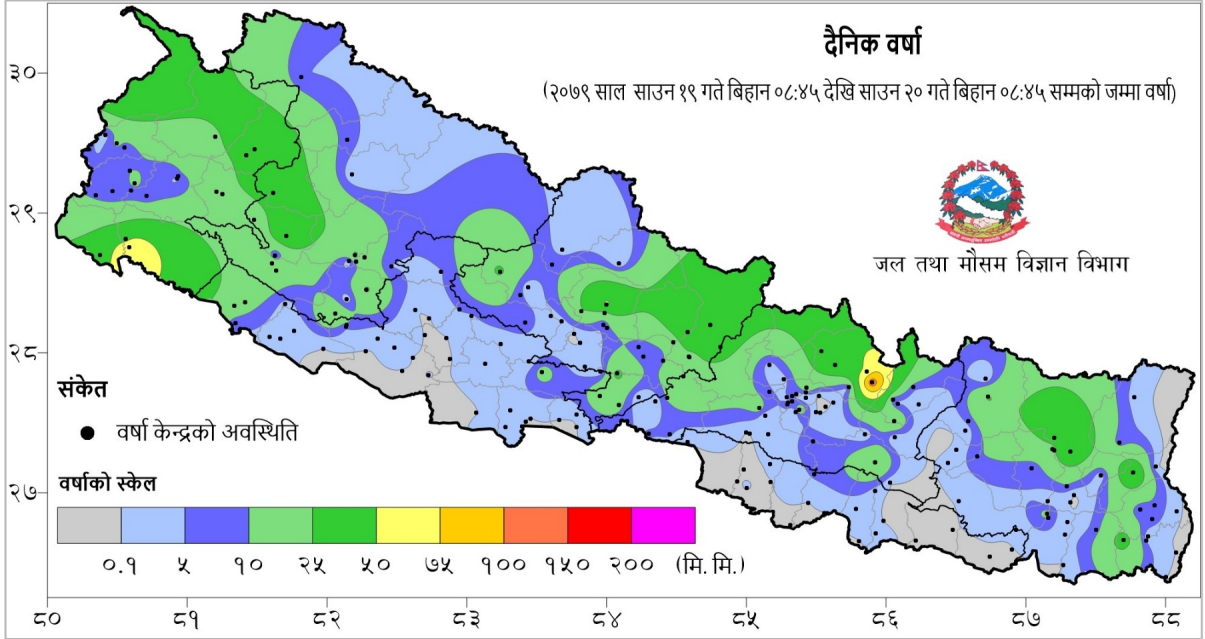 दैनिक वर्षा
(२०७९ साल साउन १९ गते बिहान ०८:४५ देखि साउन २० गते बिहान ०८:४५ सम्मको जम्मा वर्षा)
जल तथा मौसम विज्ञान विभाग
३०
२९
२८
२७
संकेत
वर्षा केन्द्रको अवस्थिति
वर्षाको स्केल
०.१ ५ १० २५ ५० ७५ १०० १५० २०० (मि. मि.)
८० ८१ ८२ ८३ ८४ ८५ ८६ ८७ ८८